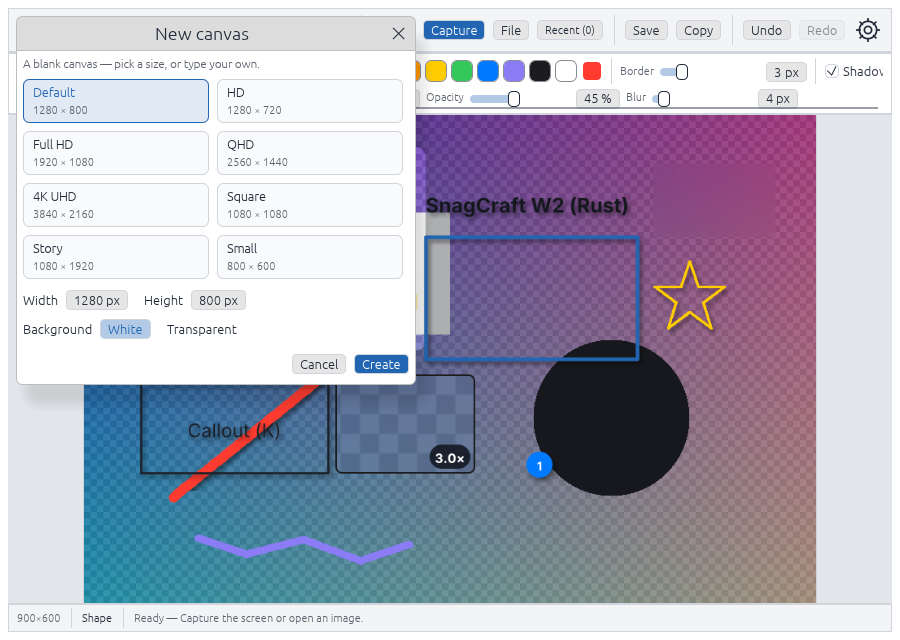 New canvas
A blank canvas — pick a size, or type your own.
Default
1280 × 800
HD
1280 × 720
Full HD
1920 × 1080
QHD
2560 × 1440
4K UHD
3840 × 2160
Square
1080 × 1080
Story
1080 × 1920
Small
800 × 600
Width 1280 px Height 800 px
Background White Transparent
Cancel Create
Capture File Recent (0) Save Copy Undo Redo
Border 3 px Shadow
Opacity 45 % Blur 4 px
SnagCraft W2 (Rust)
Callout (K)
3.0×
1
900×600 Shape Ready — Capture the screen or open an image.